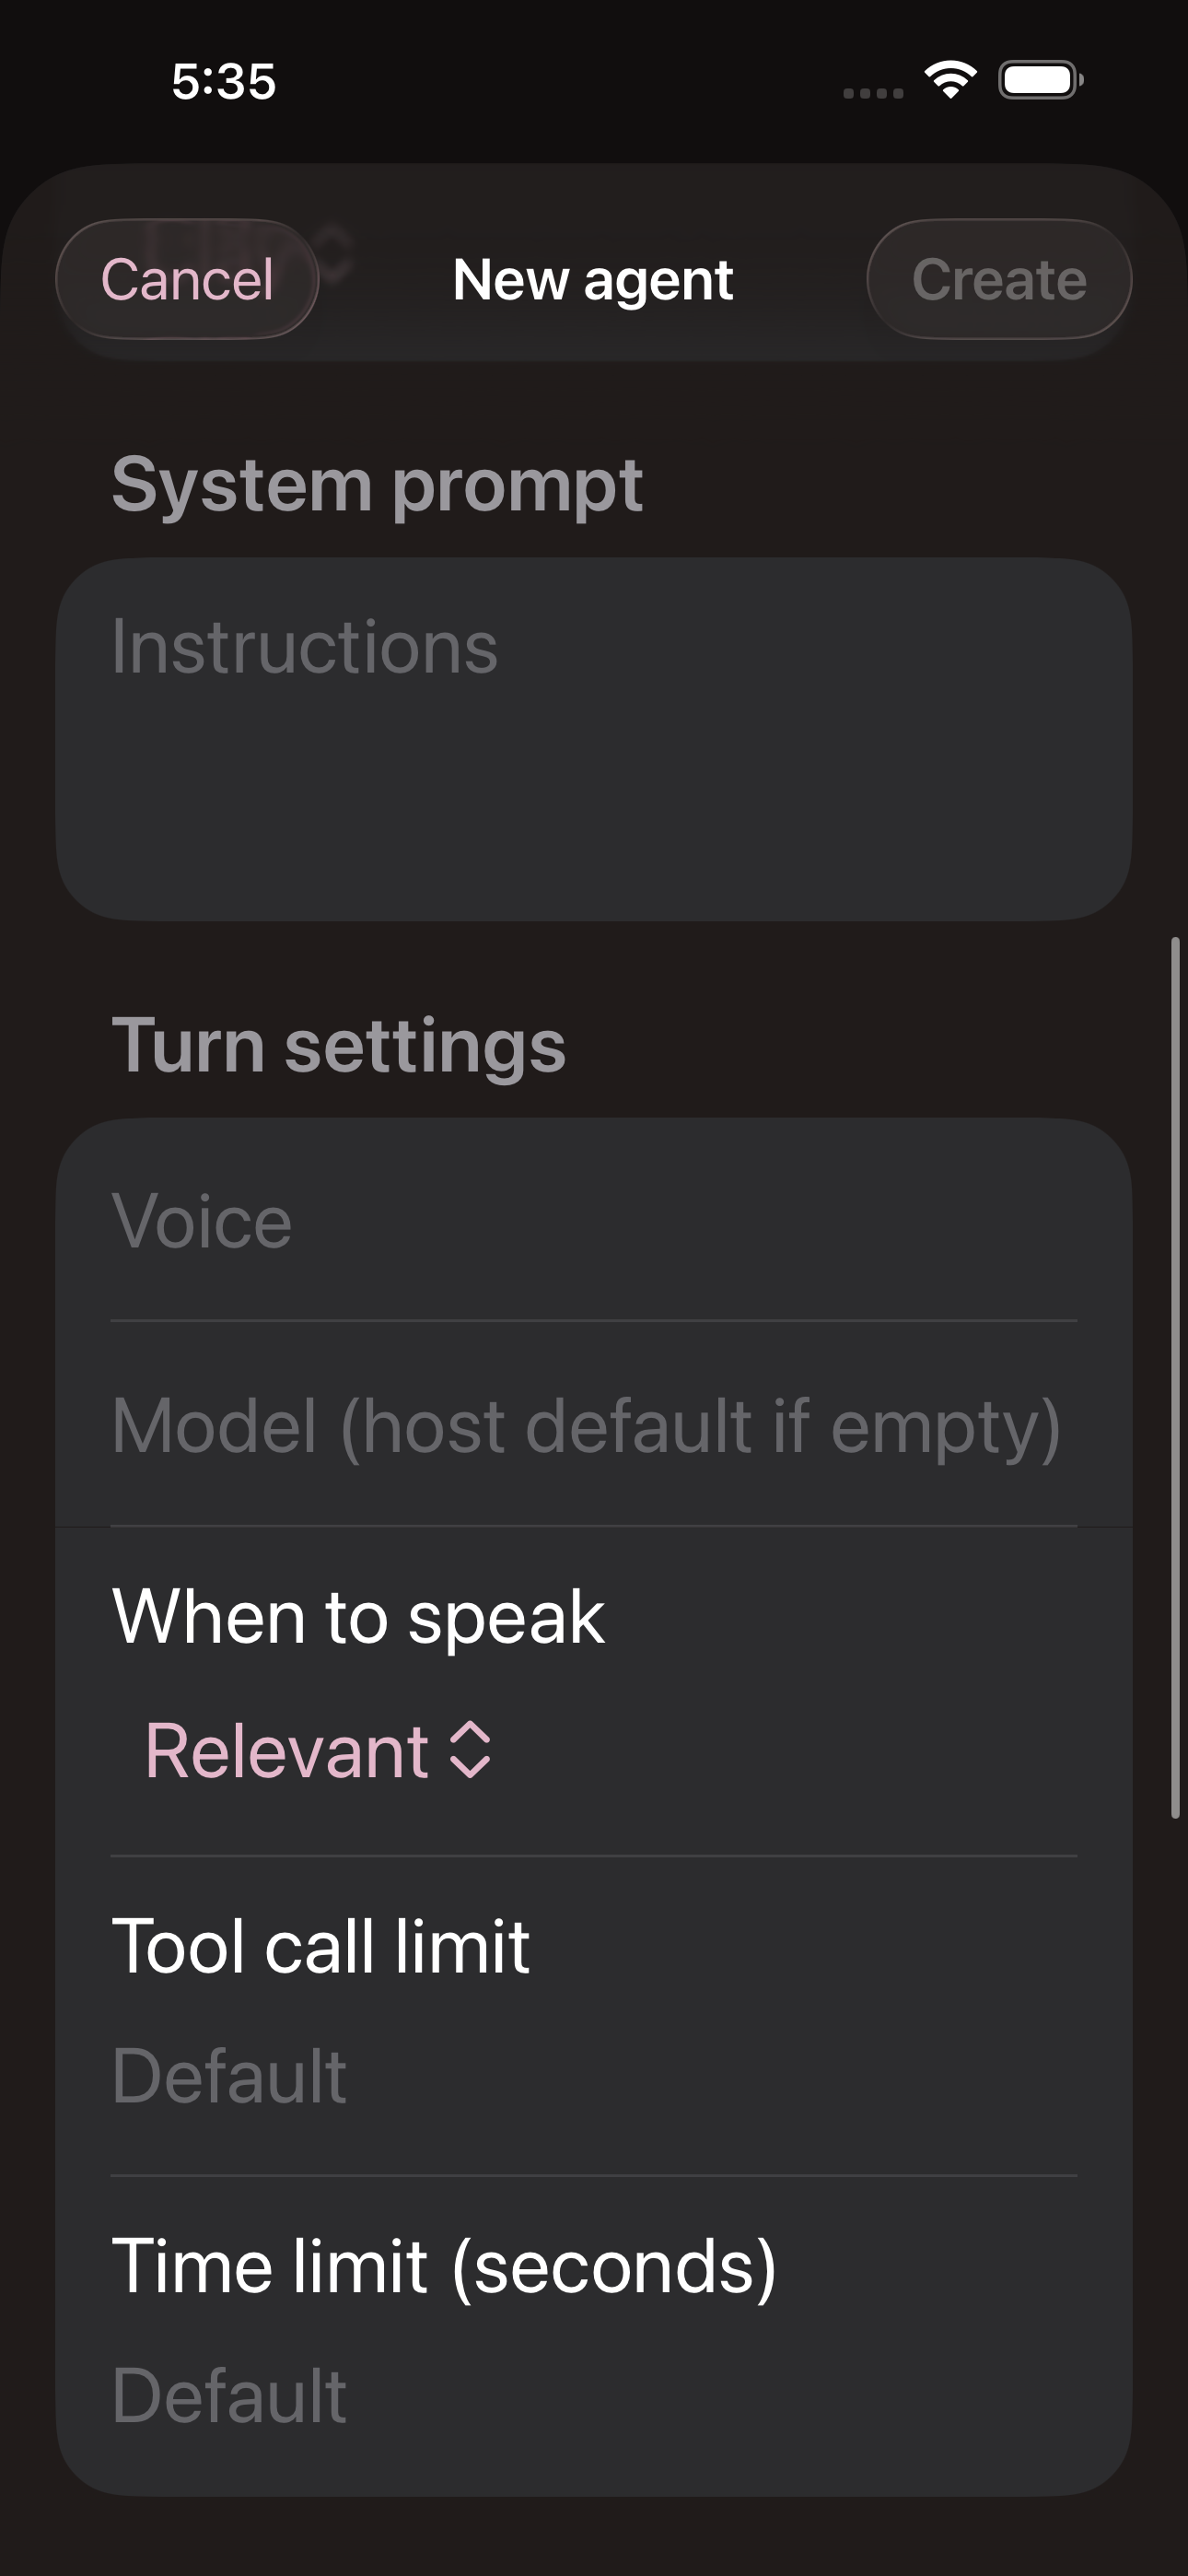 5:35
Cancel
New agent
Create
System prompt
Instructions
Turn settings
Voice
Model (host default if empty)
When to speak
Relevant
Tool call limit
Default
Time limit (seconds)
Default